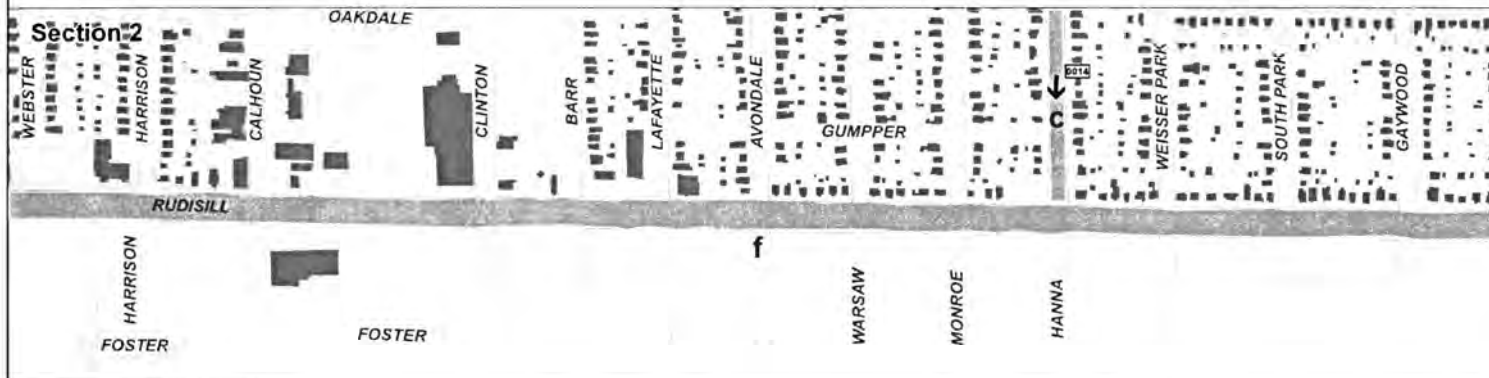 OAKDALE
Section 2
WEBSTER
HARRISON
CALHOUN
CLINTON
BARR
LAFAYETTE
AVONDALE
GUMPPER
6014
C
WEISSER PARK
SOUTH PARK
GAYWOOD
RUDISILL
f
HARRISON
WARSAW
MONROE
HANNA
FOSTER
FOSTER